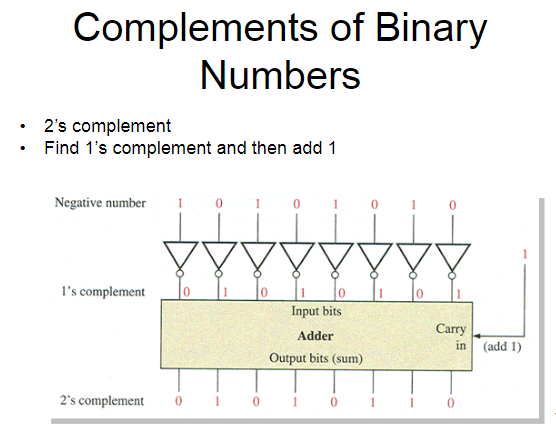 Complements of Binary
Numbers
• 2's complement
• Find 1's complement and then add 1
Negative number 1 0 1 0 1 0 1 0
1
1's complement 0 1 0 1 0 1 0 1
Input bits
Adder
Carry
in (add 1)
Output bits (sum)
2's complement 0 1 0 1 0 1 1 0